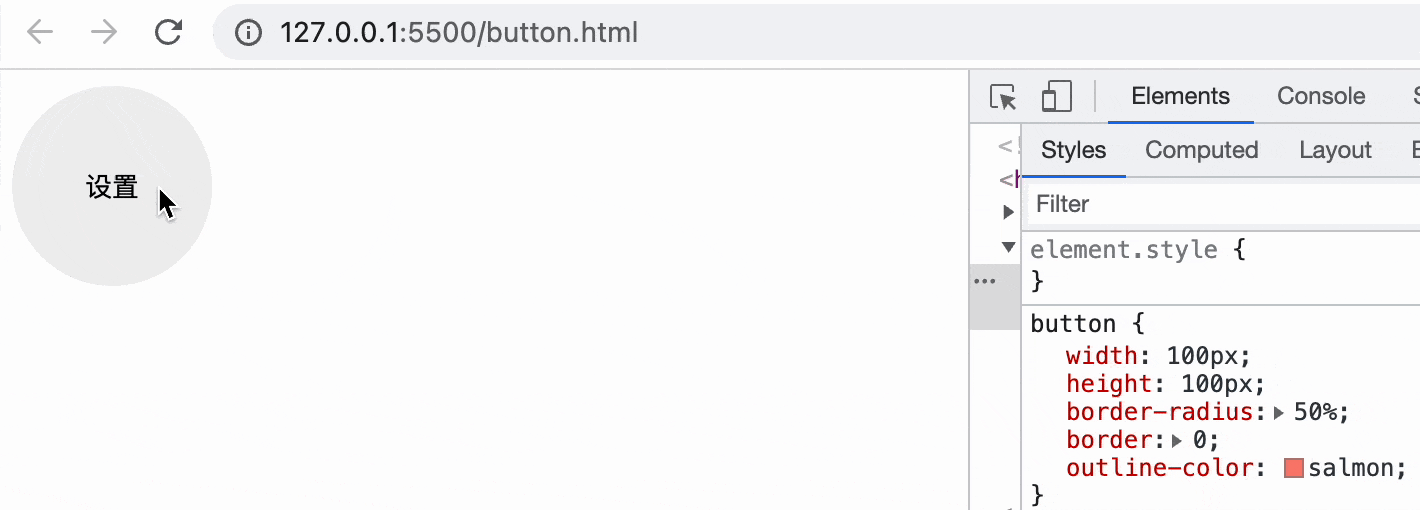 127.0.0.1:5500/button.html
设置
Elements
Console
Styles
Computed
Layout
Filter
element.style {
}
button {
width: 100px;
height: 100px;
border-radius: 50%;
border: 0;
outline-color: salmon;
}